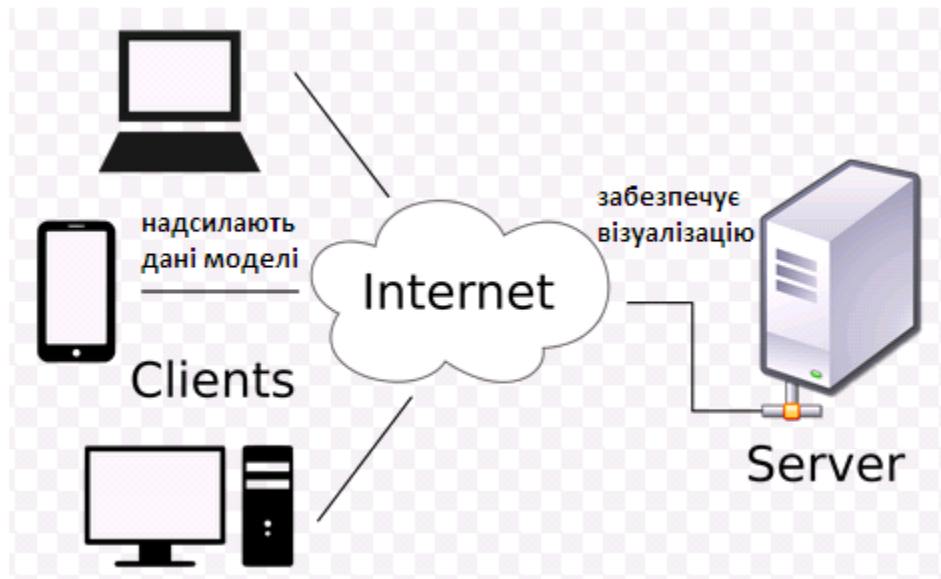 надсилають
дані моделі
Clients
Internet
забезпечує
візуалізацію
Server